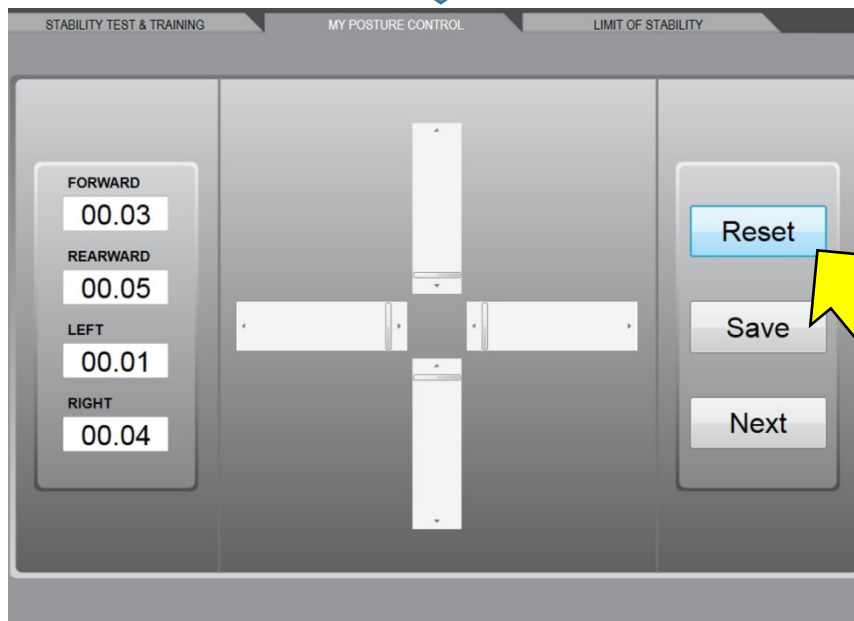 STABILITY TEST & TRAINING
MY POSTURE CONTROL
LIMIT OF STABILITY
FORWARD
00.03
REARWARD
00.05
LEFT
00.01
RIGHT
00.04
Reset
Save
Next